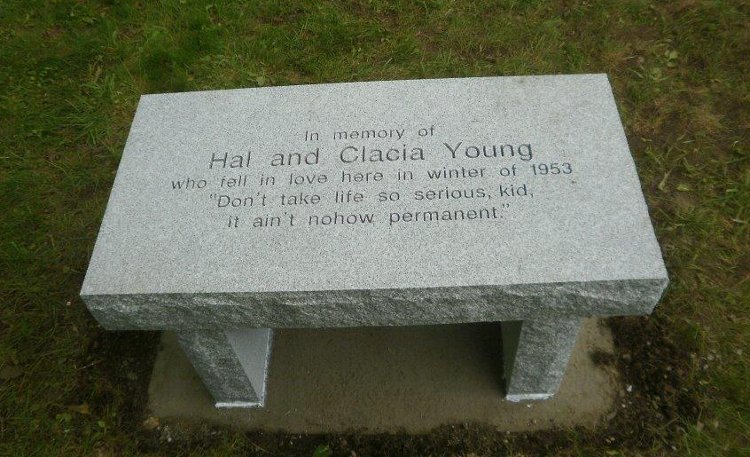 In memory of
Hal and Clacia Young
who fell in love here in winter of 1953
"Don't take life so serious, kid,
it ain't nohow permanent."